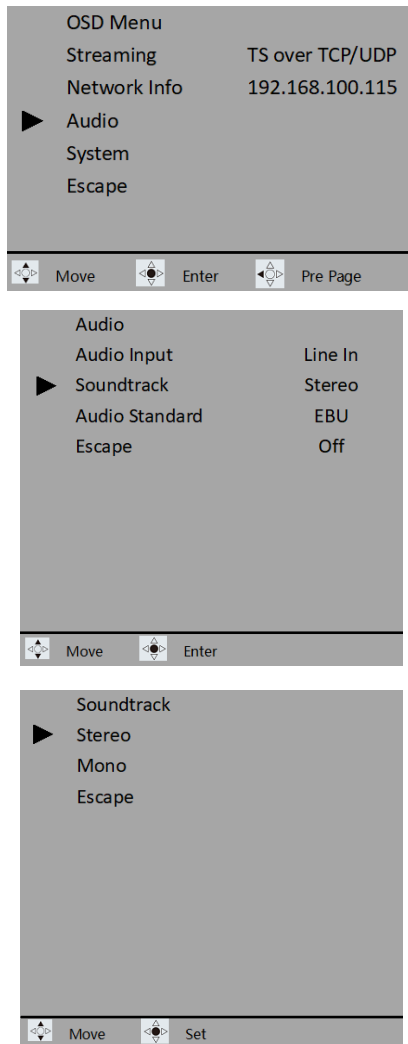 OSD Menu
Streaming TS over TCP/UDP
Network Info 192.168.100.115
Audio
System
Escape
Move Enter Pre Page
Audio
Audio Input Line In
Soundtrack Stereo
Audio Standard EBU
Escape Off
Move Enter
Soundtrack
Stereo
Mono
Escape
Move Set